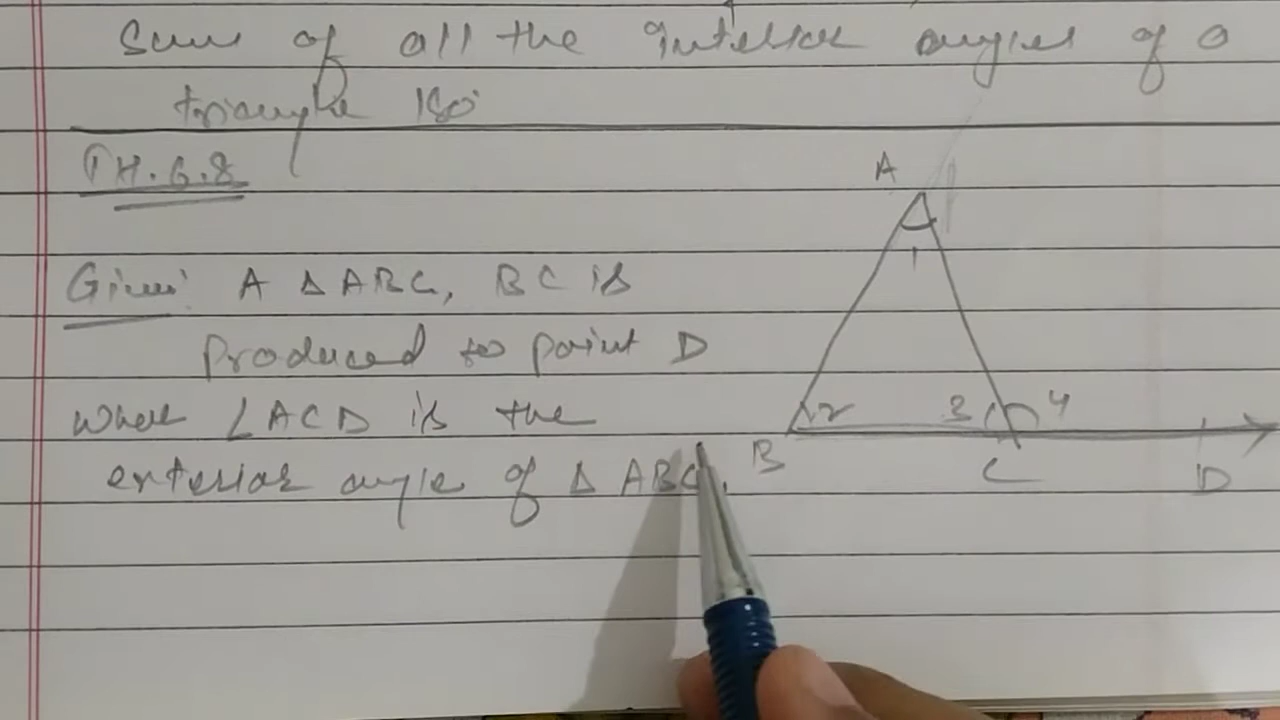 Sum of all the interior angles of a
triangle 180°
TH. 6.8
A
Given: A Δ ABC, BC is
1
Produced to point D
where ∠ACD is the
2 3 4
exterior angle of Δ ABC.
B C D